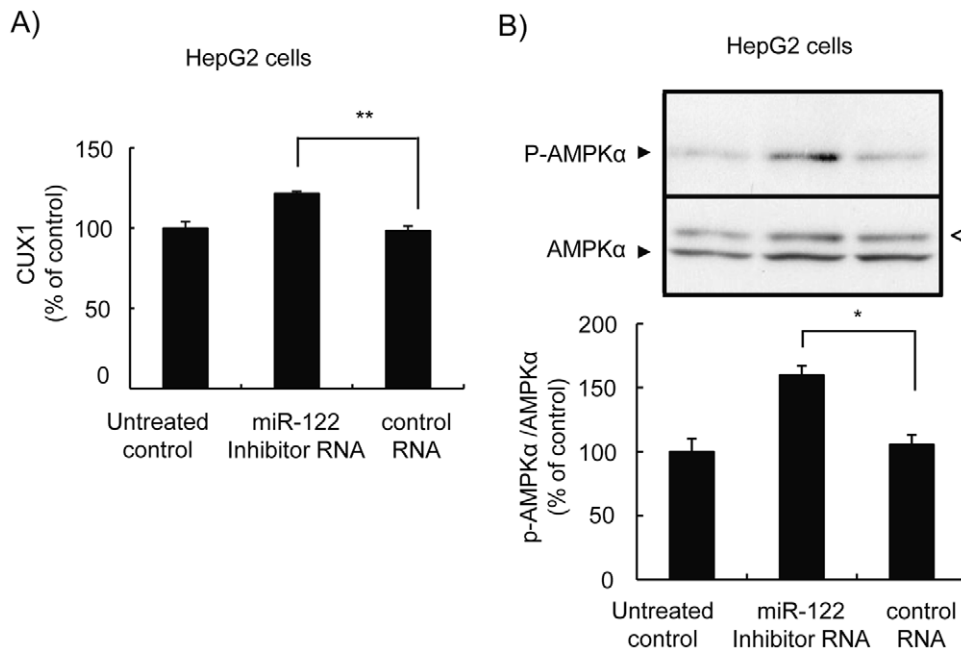 A)
HepG2 cells
**
150
100
50
0
CUX1
(% of control)
Untreated
control
miR-122
Inhibitor RNA
control
RNA
B)
HepG2 cells
P-AMPKα ►
AMPKα ►
<
*
200
150
100
50
0
p-AMPKα /AMPKα
(% of control)
Untreated
control
miR-122
Inhibitor RNA
control
RNA